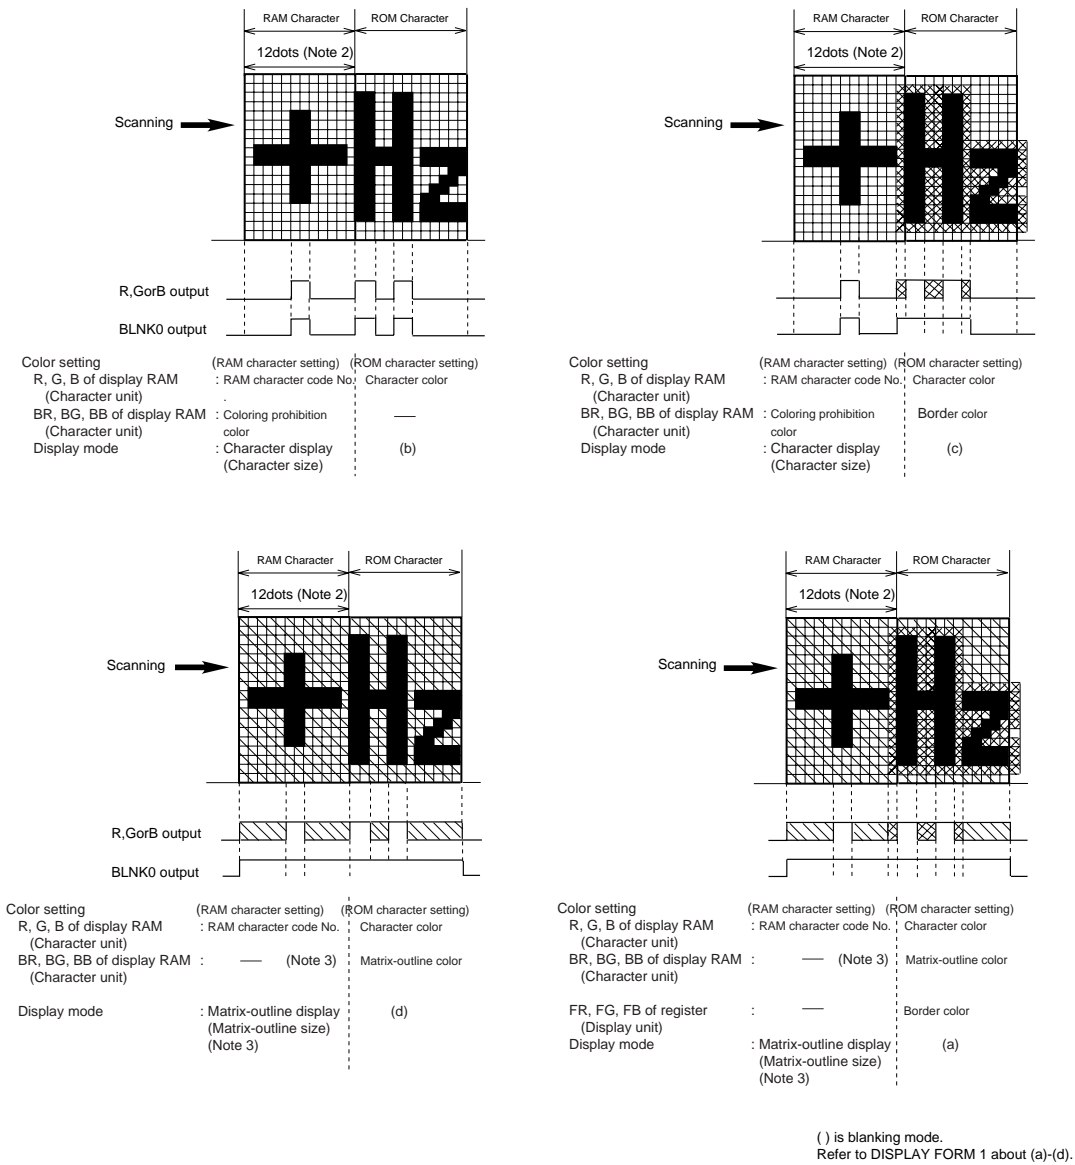 RAM Character ROM Character
12dots (Note 2)
Scanning
R,GorB output
BLNK0 output
Color setting (RAM character setting) (ROM character setting)
R, G, B of display RAM : RAM character code No. Character color
(Character unit) .
BR, BG, BB of display RAM : Coloring prohibition —
(Character unit) color
Display mode : Character display (b)
(Character size)
RAM Character ROM Character
12dots (Note 2)
Scanning
R,GorB output
BLNK0 output
Color setting (RAM character setting) (ROM character setting)
R, G, B of display RAM : RAM character code No. Character color
(Character unit)
BR, BG, BB of display RAM : Coloring prohibition Border color
(Character unit) color
Display mode : Character display (c)
(Character size)
RAM Character ROM Character
12dots (Note 2)
Scanning
R,GorB output
BLNK0 output
Color setting (RAM character setting) (ROM character setting)
R, G, B of display RAM : RAM character code No. Character color
(Character unit)
BR, BG, BB of display RAM : — (Note 3) Matrix-outline color
(Character unit)
Display mode : Matrix-outline display (d)
(Matrix-outline size)
(Note 3)
RAM Character ROM Character
12dots (Note 2)
Scanning
R,GorB output
BLNK0 output
Color setting (RAM character setting) (ROM character setting)
R, G, B of display RAM : RAM character code No. Character color
(Character unit)
BR, BG, BB of display RAM : — (Note 3) Matrix-outline color
(Character unit)
FR, FG, FB of register : — Border color
(Display unit)
Display mode : Matrix-outline display (a)
(Matrix-outline size)
(Note 3)
( ) is blanking mode.
Refer to DISPLAY FORM 1 about (a)-(d).